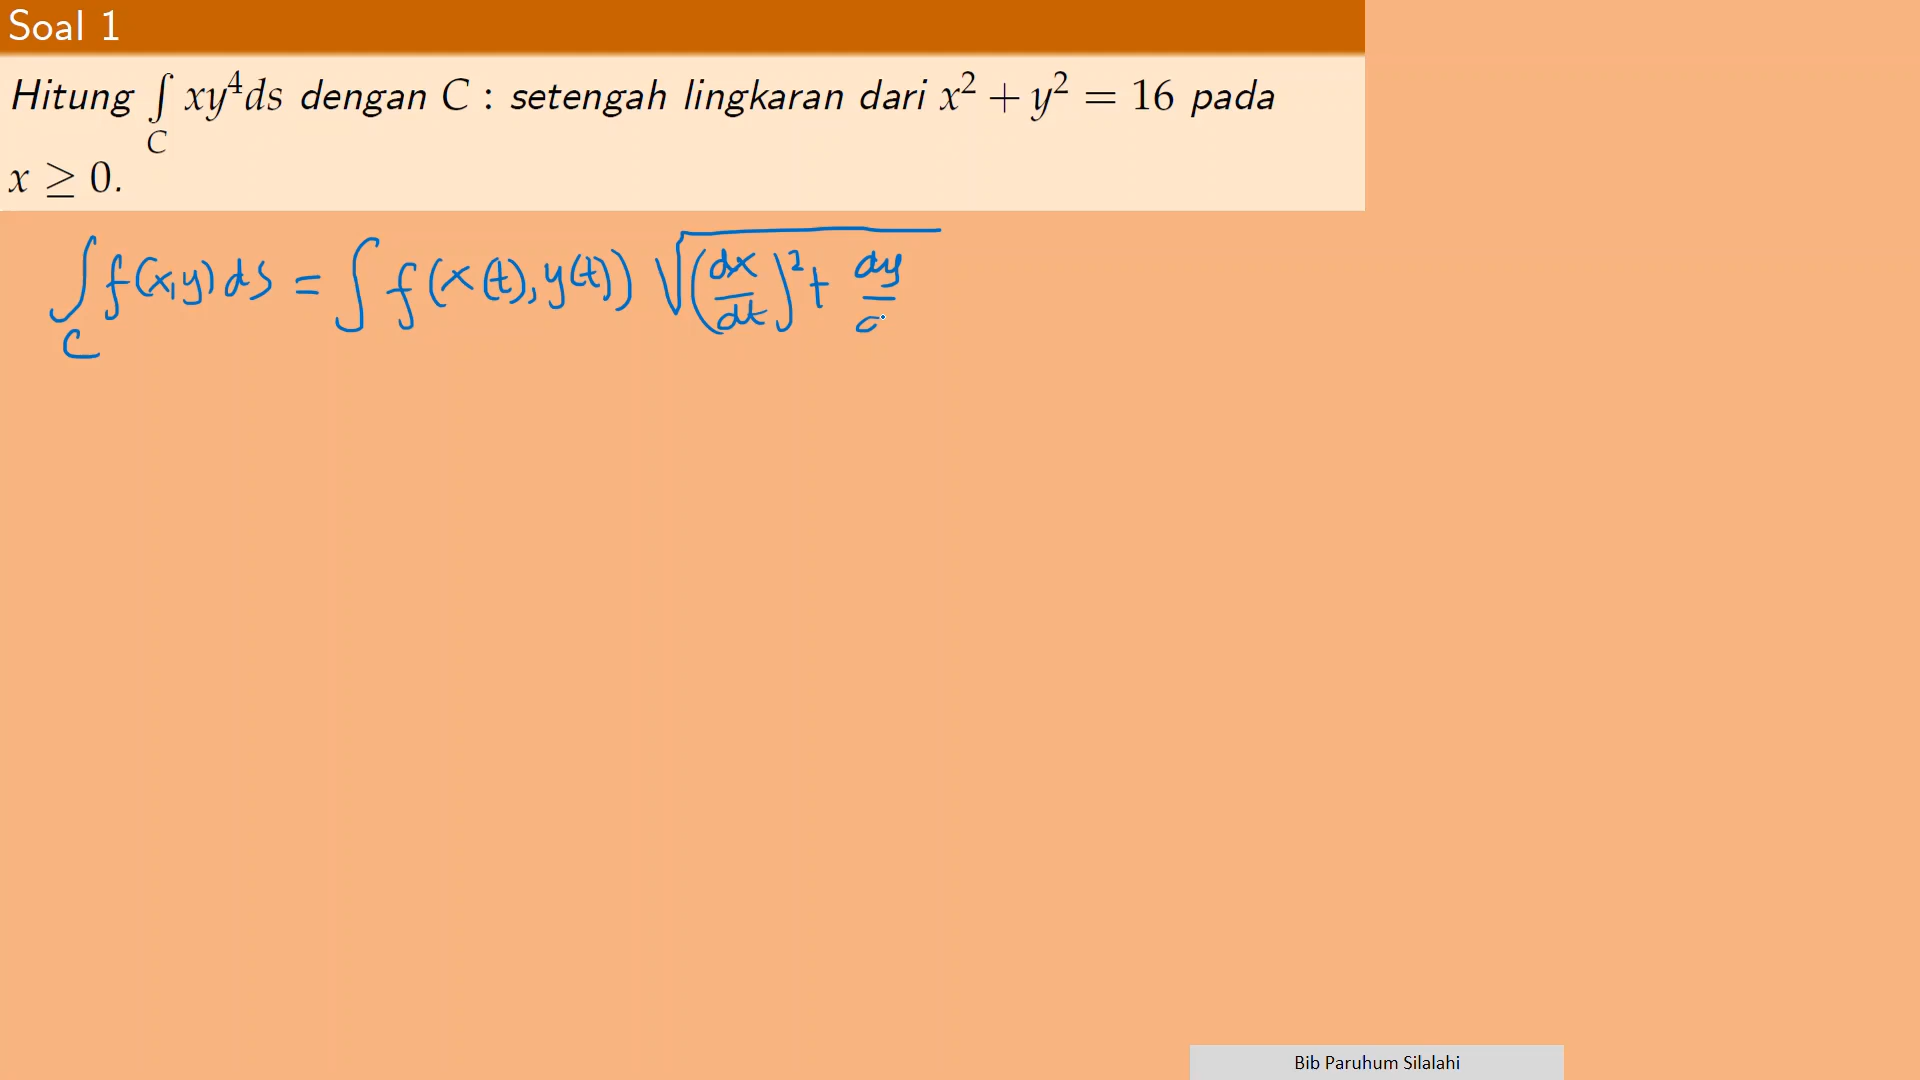 Soal 1
Hitung ∫_C xy⁴ds dengan C : setengah lingkaran dari x² + y² = 16 pada
x ≥ 0.
∫_C f(x,y) ds = ∫ f(x(t), y(t)) √((dx/dt)² + dy/d
Bib Paruhum Silalahi